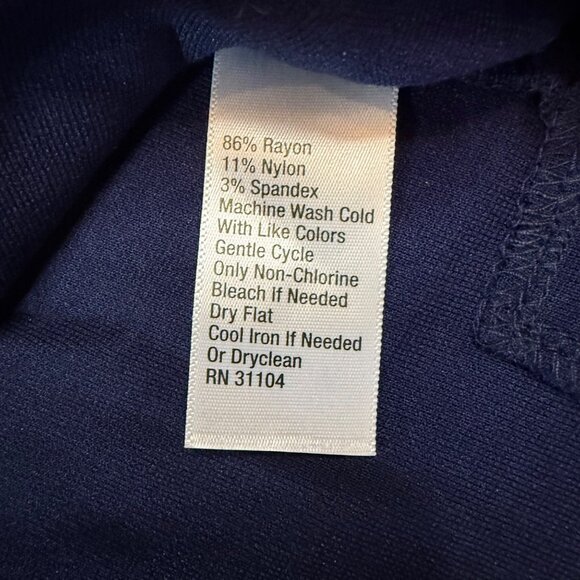 86% Rayon
11% Nylon
3% Spandex
Machine Wash Cold
With Like Colors
Gentle Cycle
Only Non-Chlorine
Bleach If Needed
Dry Flat
Cool Iron If Needed
Or Dryclean
RN 31104